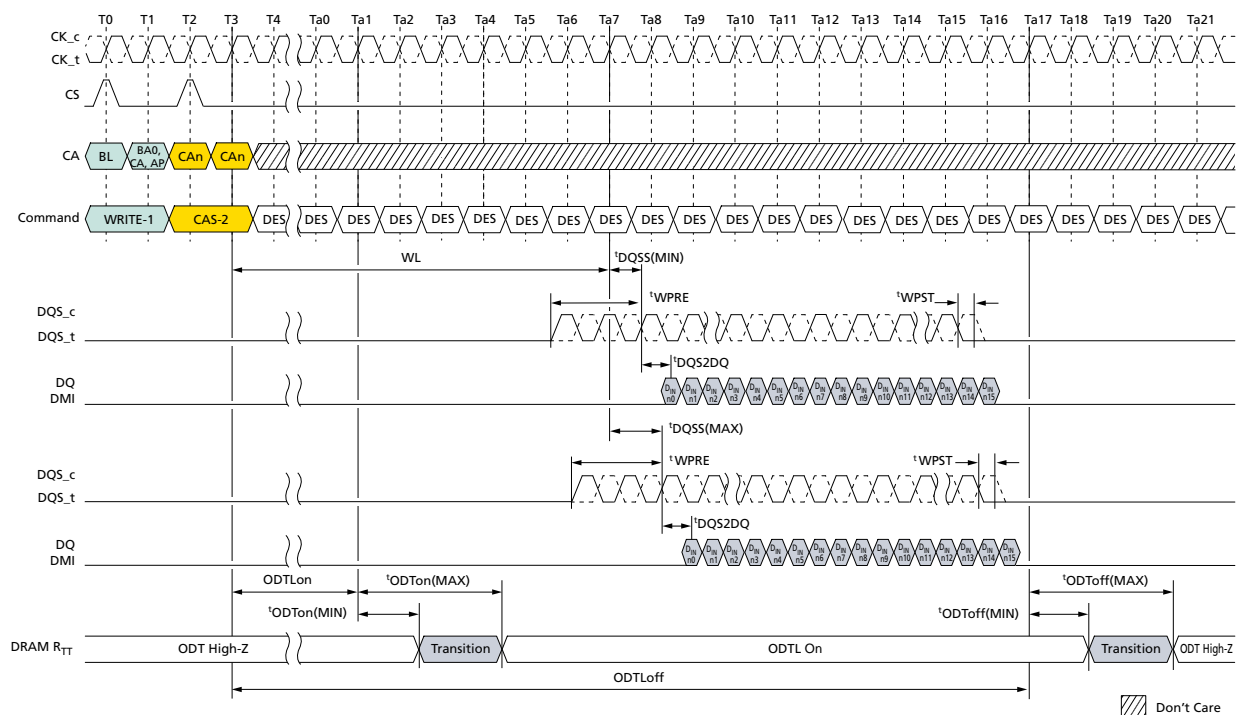 T0 T1 T2 T3 T4 Ta0 Ta1 Ta2 Ta3 Ta4 Ta5 Ta6 Ta7 Ta8 Ta9 Ta10 Ta11 Ta12 Ta13 Ta14 Ta15 Ta16 Ta17 Ta18 Ta19 Ta20 Ta21
CK_c
CK_t
CS
CA BL BA0, CA, AP CAn CAn
Command WRITE-1 CAS-2 DES DES DES DES DES DES DES DES DES DES DES DES DES DES DES DES DES DES DES DES DES DES DES
WL tDQSS(MIN)
tWPRE tWPST
DQS_c
DQS_t
tDQS2DQ
DQ
DMI
DIN n0 DIN n1 DIN n2 DIN n3 DIN n4 DIN n5 DIN n6 DIN n7 DIN n8 DIN n9 DIN n10 DIN n11 DIN n12 DIN n13 DIN n14 DIN n15
tDQSS(MAX)
tWPRE tWPST
DQS_c
DQS_t
tDQS2DQ
DQ
DMI
DIN n0 DIN n1 DIN n2 DIN n3 DIN n4 DIN n5 DIN n6 DIN n7 DIN n8 DIN n9 DIN n10 DIN n11 DIN n12 DIN n13 DIN n14 DIN n15
ODTLon tODTon(MAX) tODToff(MAX)
tODTon(MIN) tODToff(MIN)
DRAM RTT ODT High-Z Transition ODTL On Transition ODT High-Z
ODTLoff
Don't Care